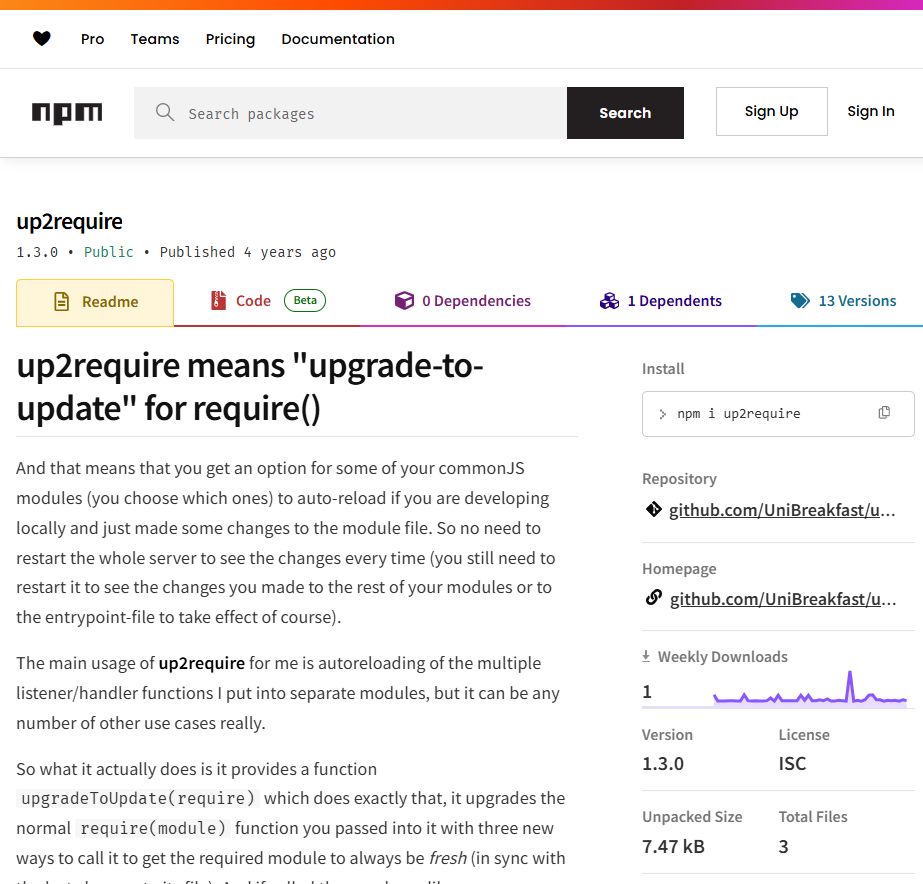 Pro Teams Pricing Documentation
npm Search packages Search Sign Up Sign In
up2require
1.3.0 • Public • Published 4 years ago
Readme Code Beta 0 Dependencies 1 Dependents 13 Versions
up2require means "upgrade-to-
update" for require()
And that means that you get an option for some of your commonJS
modules (you choose which ones) to auto-reload if you are developing
locally and just made some changes to the module file. So no need to
restart the whole server to see the changes every time (you still need to
restart it to see the changes you made to the rest of your modules or to
the entrypoint-file to take effect of course).
The main usage of up2require for me is autoreloading of the multiple
listener/handler functions I put into separate modules, but it can be any
number of other use cases really.
So what it actually does is it provides a function
upgradeToUpdate(require) which does exactly that, it upgrades the
normal require(module) function you passed into it with three new
ways to call it to get the required module to always be fresh (in sync with
Install
> npm i up2require
Repository
github.com/UniBreakfast/u...
Homepage
github.com/UniBreakfast/u...
Weekly Downloads
1
Version License
1.3.0 ISC
Unpacked Size Total Files
7.47 kB 3